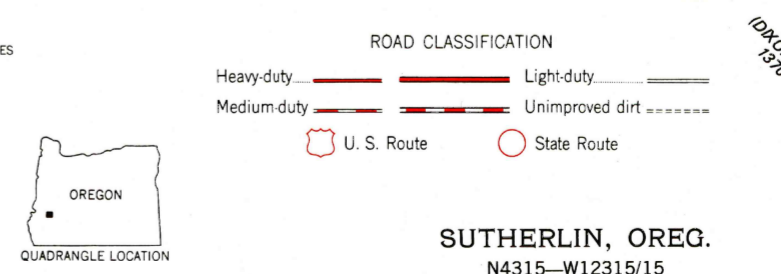 ES
ROAD CLASSIFICATION
Heavy-duty Light-duty
Medium-duty Unimproved dirt
U. S. Route State Route
OREGON
QUADRANGLE LOCATION
SUTHERLIN, OREG.
N4315—W12315/15